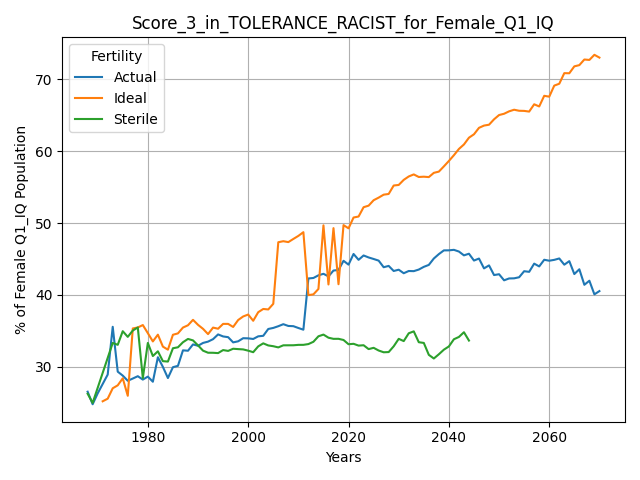 Score_3_in_TOLERANCE_RACIST_for_Female_Q1_IQ
Fertility
Actual
Ideal
Sterile
% of Female Q1_IQ Population
70
60
50
40
30
1980
2000
2020
2040
2060
Years